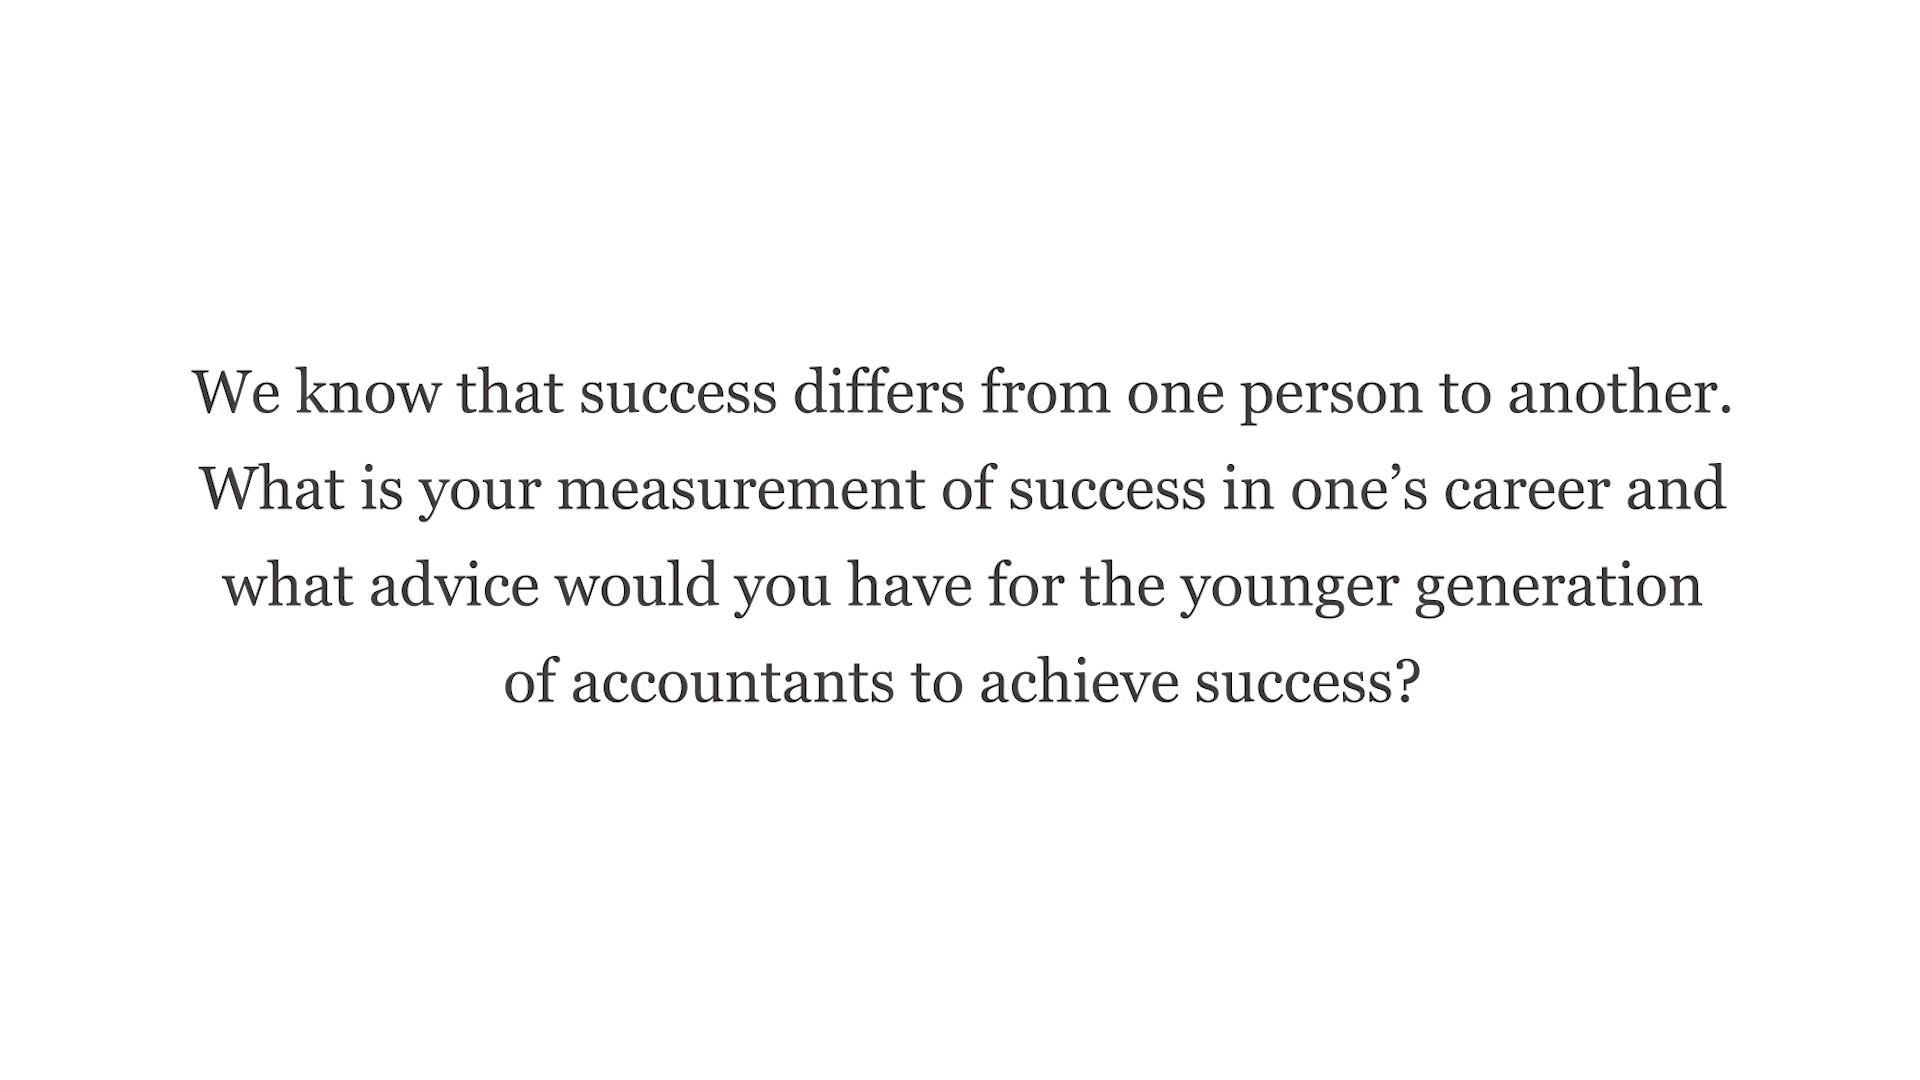 We know that success differs from one person to another.
What is your measurement of success in one’s career and
what advice would you have for the younger generation
of accountants to achieve success?